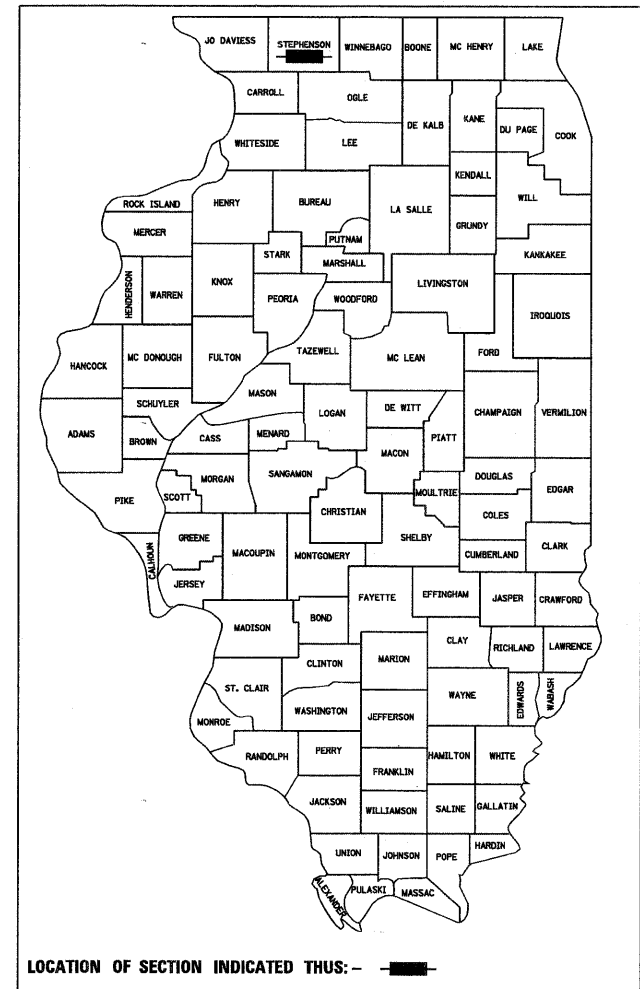 JO DAVIESS STEPHENSON WINNEBAGO BOONE MC HENRY LAKE
CARROLL OGLE DE KALB KANE DU PAGE COOK
WHITESIDE LEE
KENDALL WILL
ROCK ISLAND HENRY BUREAU LA SALLE GRUNDY
MERCER PUTNAM
STARK MARSHALL KANKAKEE
HENDERSON WARREN KNOX PEORIA WOODFORD LIVINGSTON IROQUOIS
HANCOCK MC DONOUGH FULTON TAZEWELL MC LEAN FORD
MASON
SCHUYLER LOGAN DE WITT CHAMPAIGN VERMILION
ADAMS BROWN CASS MENARD MACON PIATT
MORGAN SANGAMON DOUGLAS EDGAR
PIKE SCOTT MOULTRIE
CHRISTIAN COLES
GREENE MACOUPIN MONTGOMERY SHELBY
CALHOUN CUMBERLAND CLARK
JERSEY FAYETTE EFFINGHAM JASPER CRAWFORD
MADISON BOND
CLAY RICHLAND LAWRENCE
CLINTON MARION
ST. CLAIR WAYNE EDWARDS WABASH
WASHINGTON JEFFERSON
MONROE
RANDOLPH PERRY HAMILTON WHITE
FRANKLIN
JACKSON WILLIAMSON SALINE GALLATIN
UNION JOHNSON POPE HARDIN
ALEXANDER PULASKI MASSAC
LOCATION OF SECTION INDICATED THUS: -